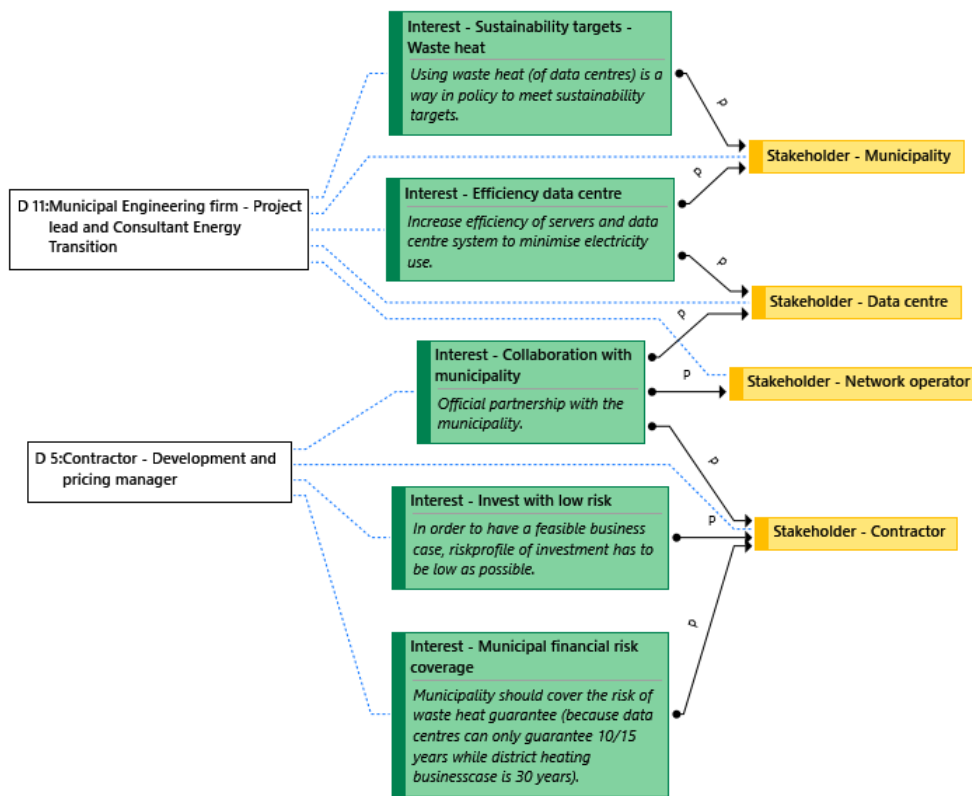 Interest - Sustainability targets -
Waste heat
Using waste heat (of data centres) is a
way in policy to meet sustainability
targets.
p
Stakeholder - Municipality
p
D 11:Municipal Engineering firm - Project
lead and Consultant Energy
Transition
Interest - Efficiency data centre
Increase efficiency of servers and data
centre system to minimise electricity
use.
p
Stakeholder - Data centre
p
Interest - Collaboration with
municipality
Official partnership with the
municipality.
p
Stakeholder - Network operator
D 5:Contractor - Development and
pricing manager
p
Interest - Invest with low risk
In order to have a feasible business
case, riskprofile of investment has to
be low as possible.
p
Stakeholder - Contractor
p
Interest - Municipal financial risk
coverage
Municipality should cover the risk of
waste heat guarantee (because data
centres can only guarantee 10/15
years while district heating
businesscase is 30 years).